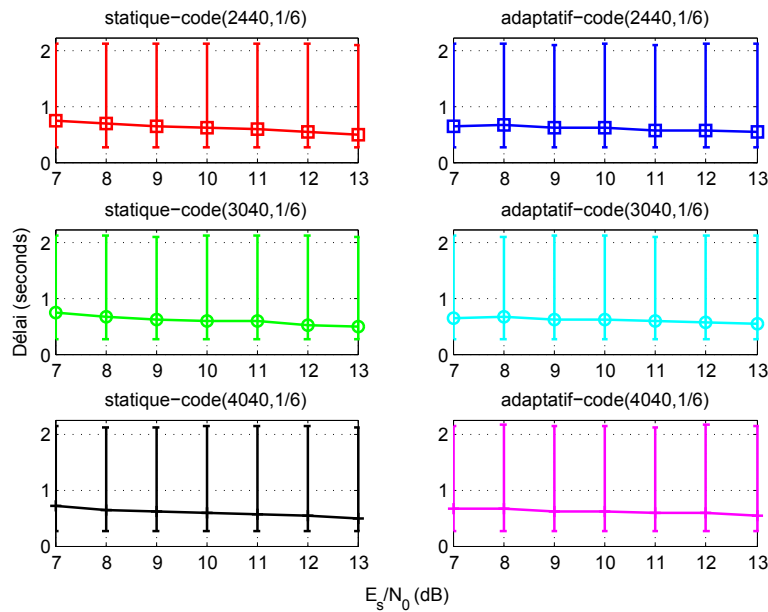 statique-code(2440,1/6)
adaptatif-code(2440,1/6)
2
1
0
7 8 9 10 11 12 13
2
1
0
7 8 9 10 11 12 13
statique-code(3040,1/6)
adaptatif-code(3040,1/6)
Délai (seconds)
2
1
0
7 8 9 10 11 12 13
2
1
0
7 8 9 10 11 12 13
statique-code(4040,1/6)
adaptatif-code(4040,1/6)
2
1
0
7 8 9 10 11 12 13
2
1
0
7 8 9 10 11 12 13
E_s/N_0 (dB)